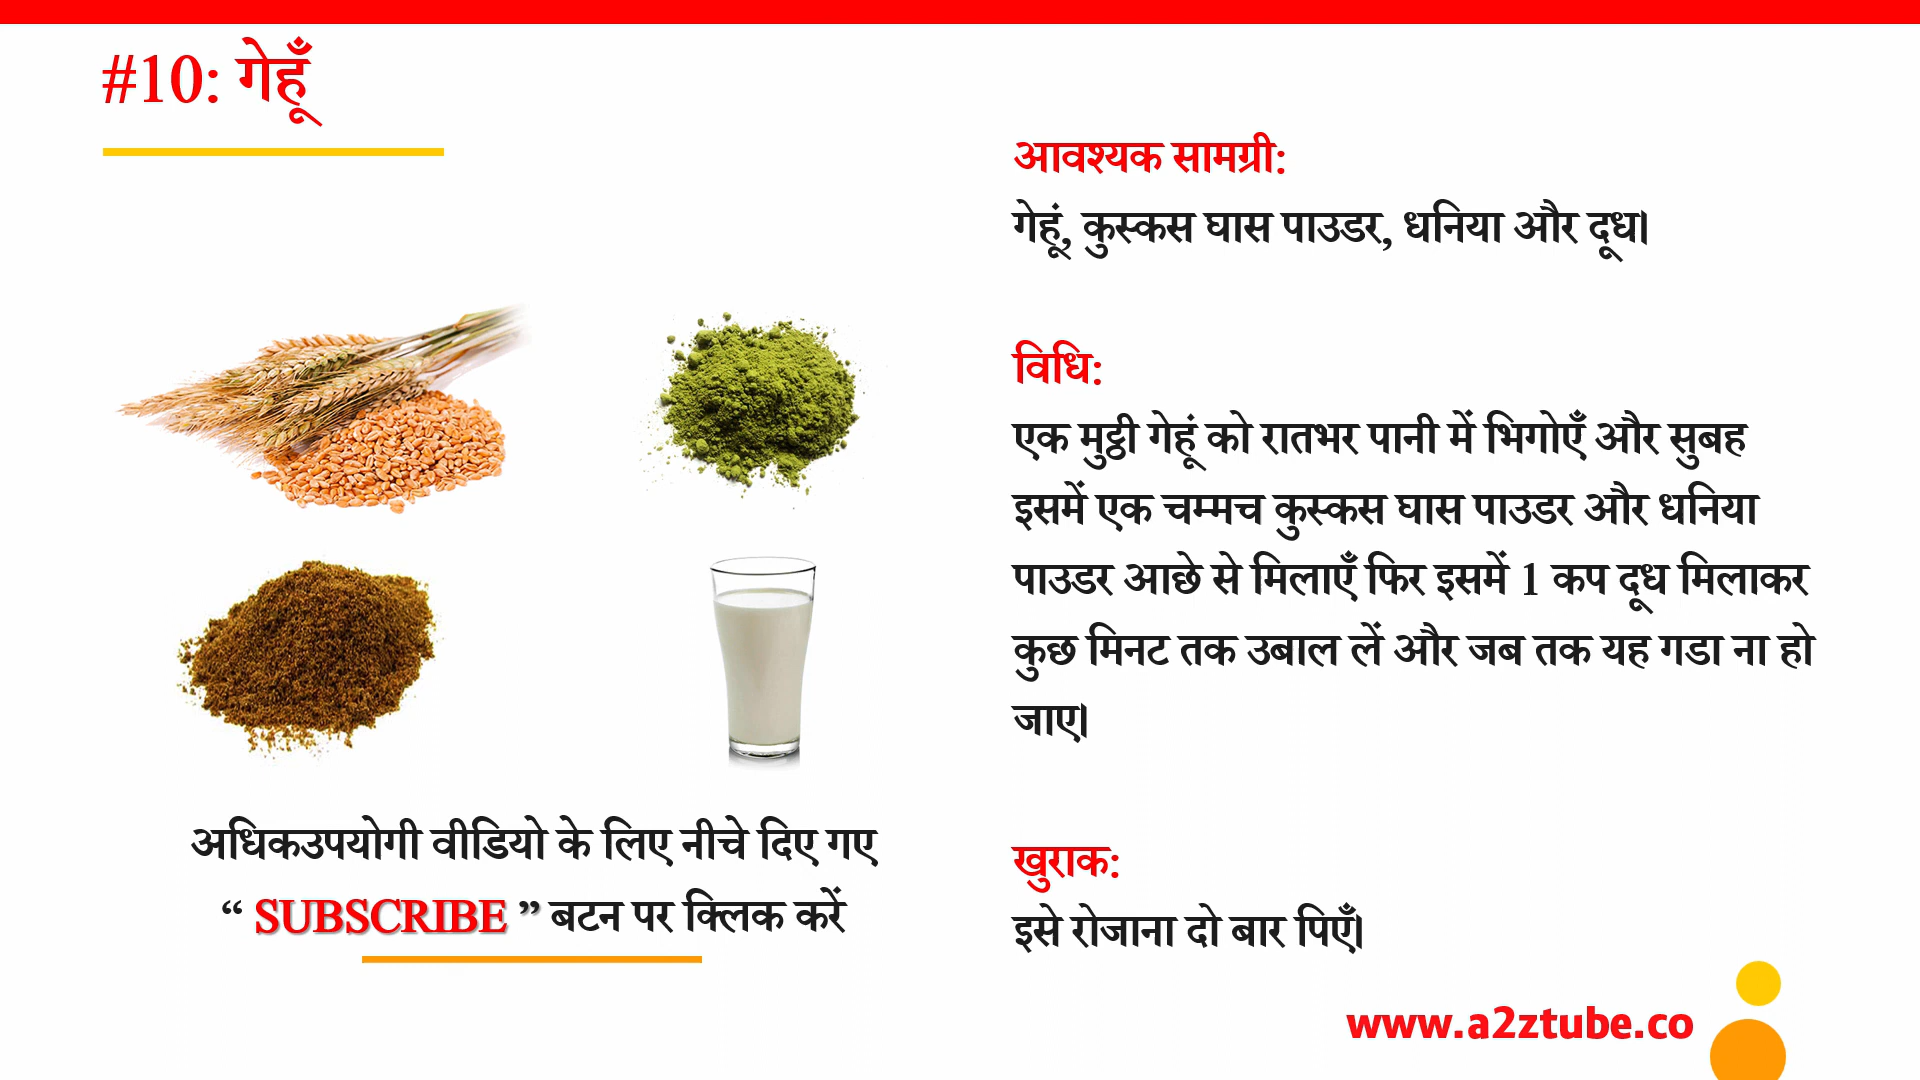 #10: गेहूँ
आवश्यक सामग्री:
गेहूं, कुस्कस घास पाउडर, धनिया और दूध।
विधि:
एक मुट्ठी गेहूं को रातभर पानी में भिगोएँ और सुबह
इसमें एक चम्मच कुस्कस घास पाउडर और धनिया
पाउडर आछे से मिलाएँ फिर इसमें 1 कप दूध मिलाकर
कुछ मिनट तक उबाल लें और जब तक यह गडा ना हो
जाए।
खुराक:
इसे रोजाना दो बार पिएँ।
अधिकउपयोगी वीडियो के लिए नीचे दिए गए
“ SUBSCRIBE ” बटन पर क्लिक करें
www.a2ztube.co